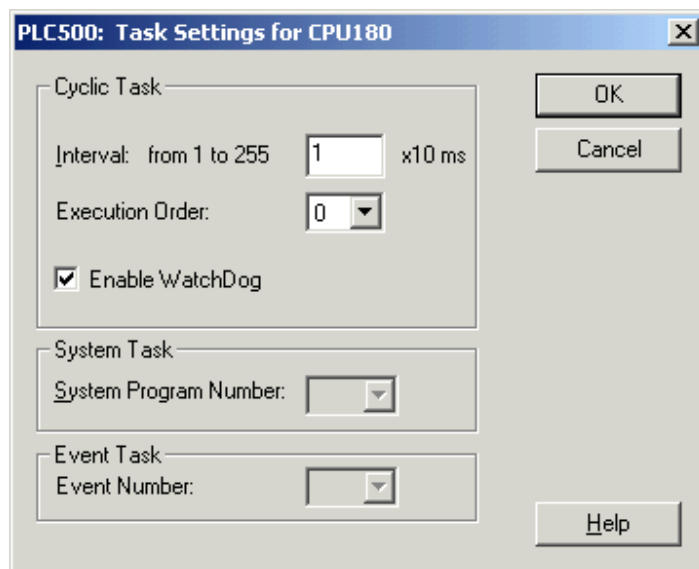 PLC500: Task Settings for CPU180
Cyclic Task
Interval: from 1 to 255 1 x10 ms
Execution Order: 0
Enable WatchDog
System Task
System Program Number:
Event Task
Event Number:
OK
Cancel
Help